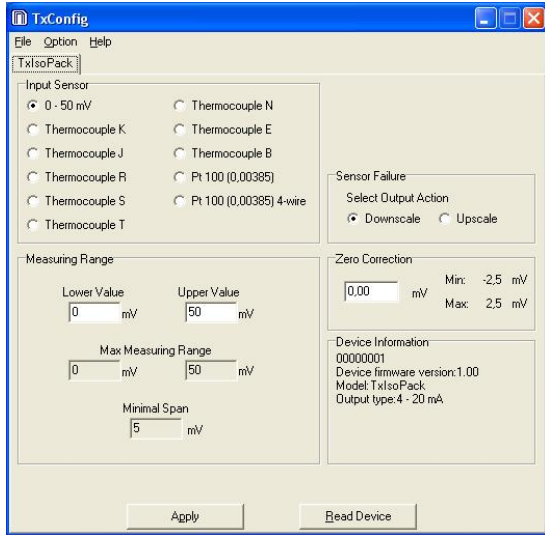 TxConfig
File Option Help
TxIsoPack
Input Sensor
0 - 50 mV
Thermocouple K
Thermocouple J
Thermocouple R
Thermocouple S
Thermocouple T
Thermocouple N
Thermocouple E
Thermocouple B
Pt 100 (0,00385)
Pt 100 (0,00385) 4-wire
Sensor Failure
Select Output Action
Downscale Upscale
Measuring Range
Lower Value Upper Value
0 mV 50 mV
Max Measuring Range
0 mV 50 mV
Minimal Span
5 mV
Zero Correction
0,00 mV
Min: -2,5 mV
Max: 2,5 mV
Device Information
00000001
Device firmware version:1.00
Model:TxIsoPack
Output type:4 - 20 mA
Apply Read Device